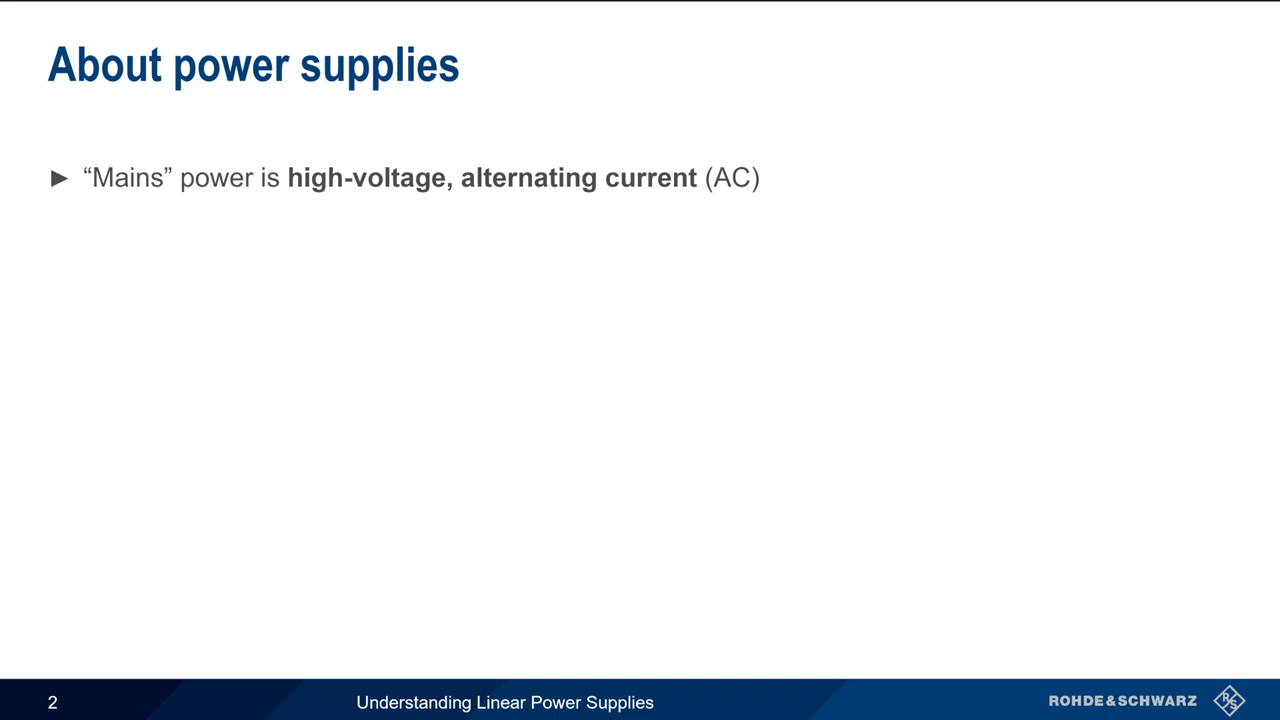 About power supplies
► “Mains” power is high-voltage, alternating current (AC)
2
Understanding Linear Power Supplies
ROHDE&SCHWARZ
R&S